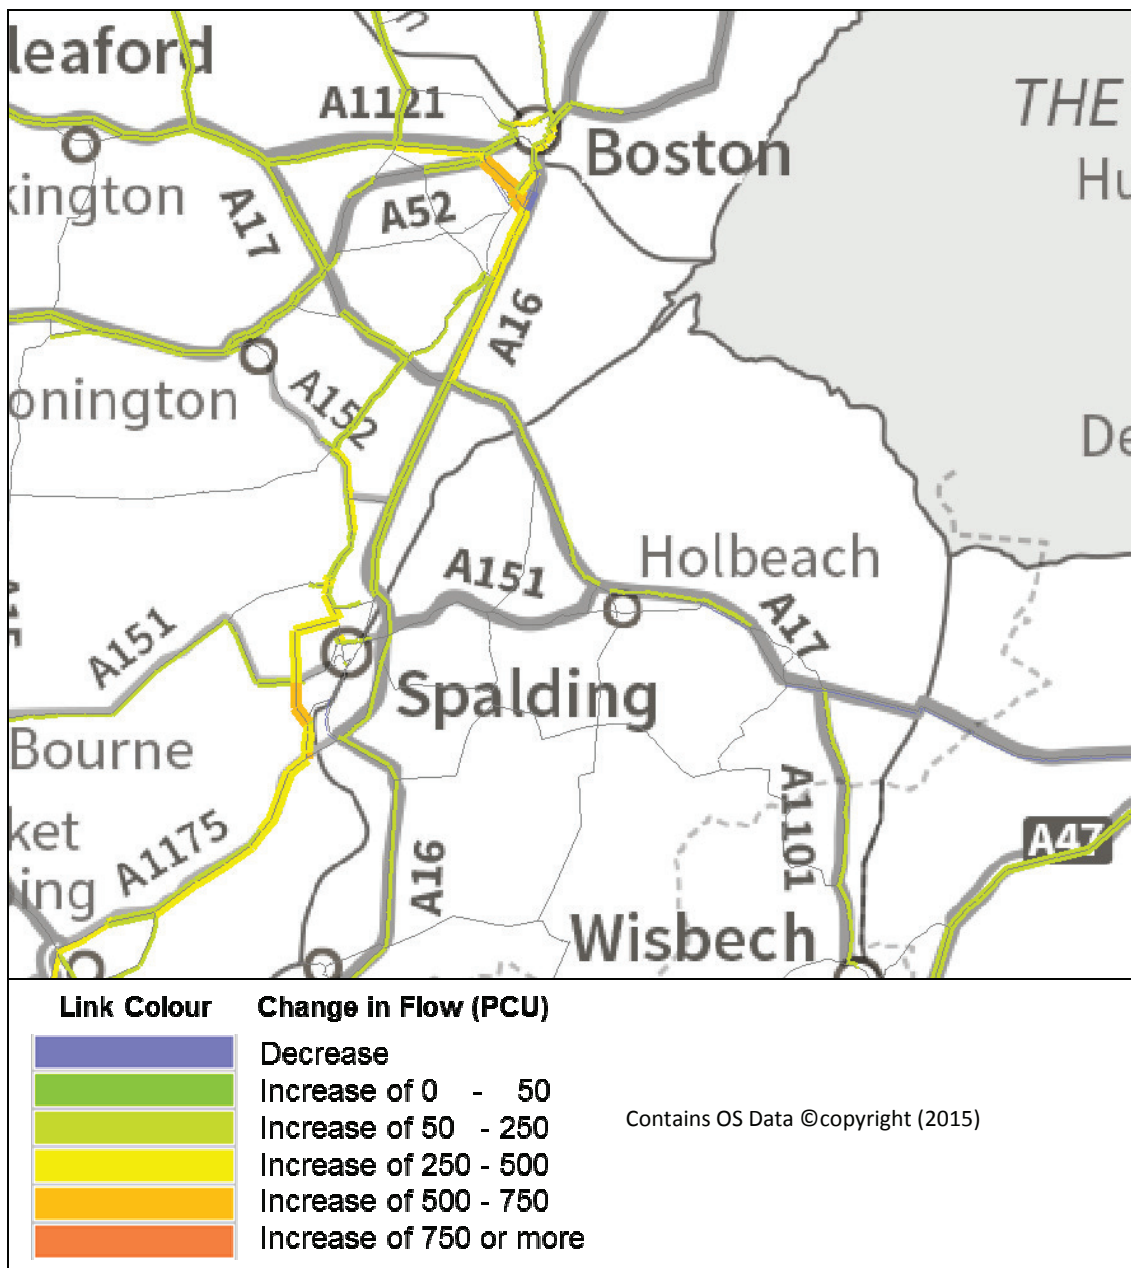 leaford
A1121
THE
Boston
Hu
kington
A17
A52
A16
onington
A152
De
Holbeach
A151
A17
A151
Spalding
Bourne
A1101
ket
A1175
A47
ing
A16
Wisbech
Link Colour Change in Flow (PCU)
Decrease
Increase of 0 - 50
Increase of 50 - 250
Contains OS Data ©copyright (2015)
Increase of 250 - 500
Increase of 500 - 750
Increase of 750 or more